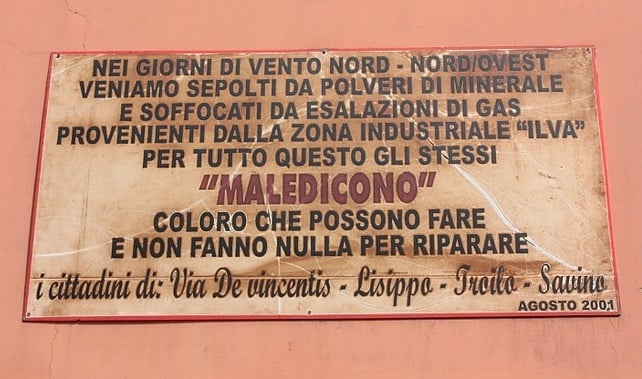 NEI GIORNI DI VENTO NORD - NORD/OVEST
VENIAMO SEPOLTI DA POLVERI DI MINERALE
E SOFFOCATI DA ESALAZIONI DI GAS
PROVENIENTI DALLA ZONA INDUSTRIALE “ILVA”
PER TUTTO QUESTO GLI STESSI
“MALEDICONO”
COLORO CHE POSSONO FARE
E NON FANNO NULLA PER RIPARARE
i cittadini di: Via De vincentis - Lisippo - Troilo - Savino
AGOSTO 2001